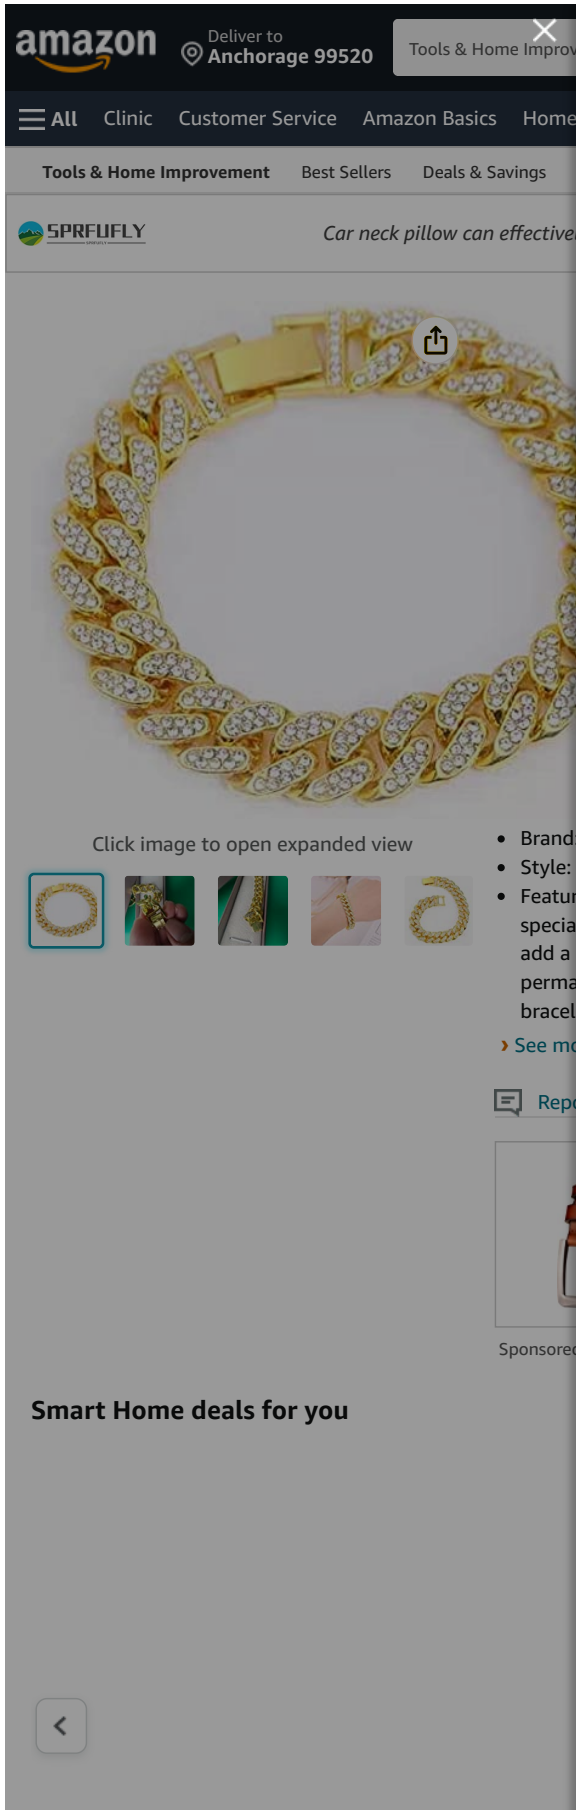 amazon
Deliver to
Anchorage 99520
Tools & Home Improv
All
Clinic
Customer Service
Amazon Basics
Home
Tools & Home Improvement
Best Sellers
Deals & Savings
SPRFUFLY
Car neck pillow can effective
Click image to open expanded view
• Brand:
• Style:
• Featur
specia
add a
perma
bracel
› See mo
Repo
Sponsored
Smart Home deals for you